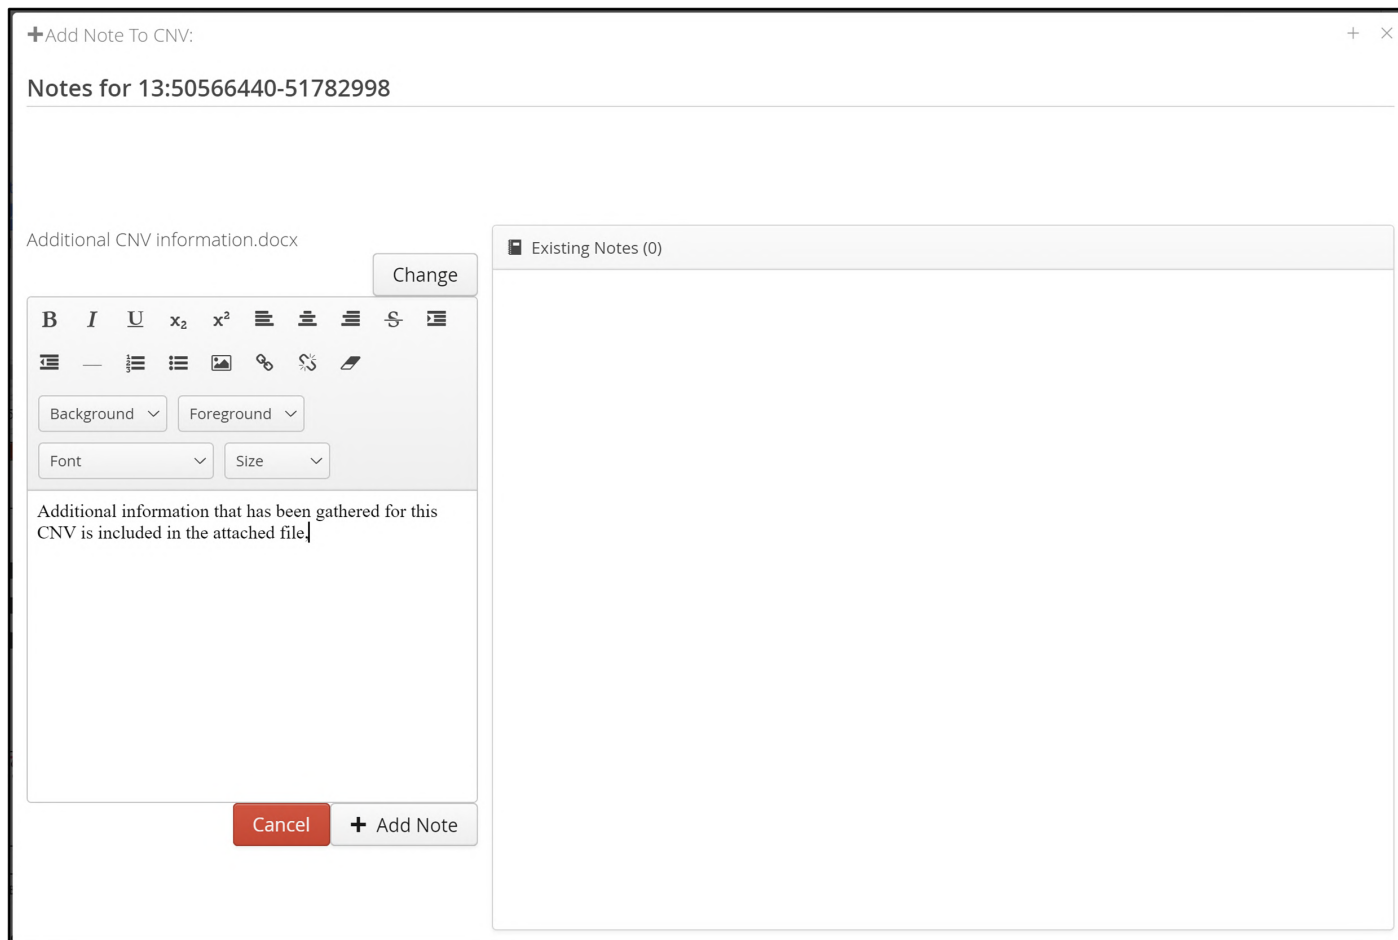 Add Note To CNV:
Notes for 13:50566440-51782998
Additional CNV information.docx
Change
B I U x₂ x² S
Background Foreground
Font Size
Additional information that has been gathered for this
CNV is included in the attached file.
Cancel Add Note
Existing Notes (0)